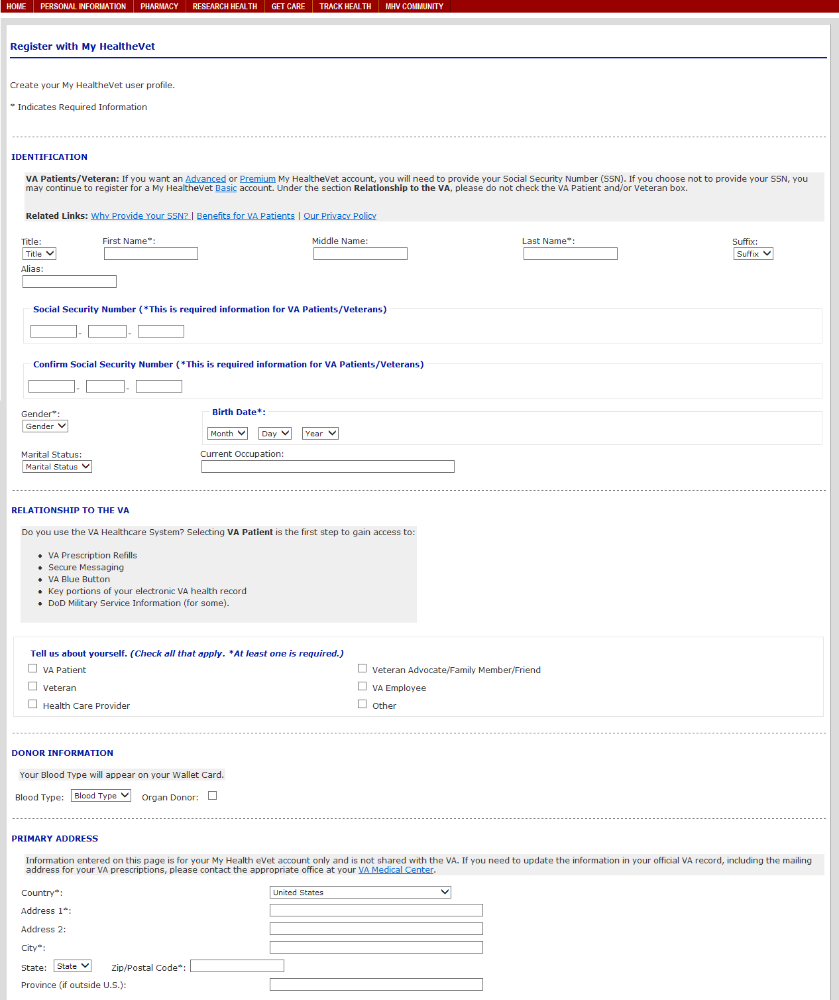 HOME PERSONAL INFORMATION PHARMACY RESEARCH HEALTH GET CARE TRACK HEALTH MHV COMMUNITY
Register with My HealtheVet
Create your My HealtheVet user profile.
* Indicates Required Information
IDENTIFICATION
VA Patients/Veteran: If you want an Advanced or Premium My HealtheVet account, you will need to provide your Social Security Number (SSN). If you choose not to provide your SSN, you
may continue to register for a My HealthеVet Basic account. Under the section Relationship to the VA, please do not check the VA Patient and/or Veteran box.
Related Links: Why Provide Your SSN? | Benefits for VA Patients | Our Privacy Policy
Title: First Name*: Middle Name: Last Name*: Suffix:
Title Suffix
Alias:
Social Security Number (*This is required information for VA Patients/Veterans)
- -
Confirm Social Security Number (*This is required information for VA Patients/Veterans)
- -
Gender*: Birth Date*:
Gender Month Day Year
Marital Status: Current Occupation:
Marital Status
RELATIONSHIP TO THE VA
Do you use the VA Healthcare System? Selecting VA Patient is the first step to gain access to:
• VA Prescription Refills
• Secure Messaging
• VA Blue Button
• Key portions of your electronic VA health record
• DoD Military Service Information (for some).
Tell us about yourself. (Check all that apply. *At least one is required.)
VA Patient Veteran Advocate/Family Member/Friend
Veteran VA Employee
Health Care Provider Other
DONOR INFORMATION
Your Blood Type will appear on your Wallet Card.
Blood Type: Blood Type Organ Donor:
PRIMARY ADDRESS
Information entered on this page is for your My Health eVet account only and is not shared with the VA. If you need to update the information in your official VA record, including the mailing
address for your VA prescriptions, please contact the appropriate office at your VA Medical Center.
Country*: United States
Address 1*:
Address 2:
City*:
State: State Zip/Postal Code*:
Province (if outside U.S.):